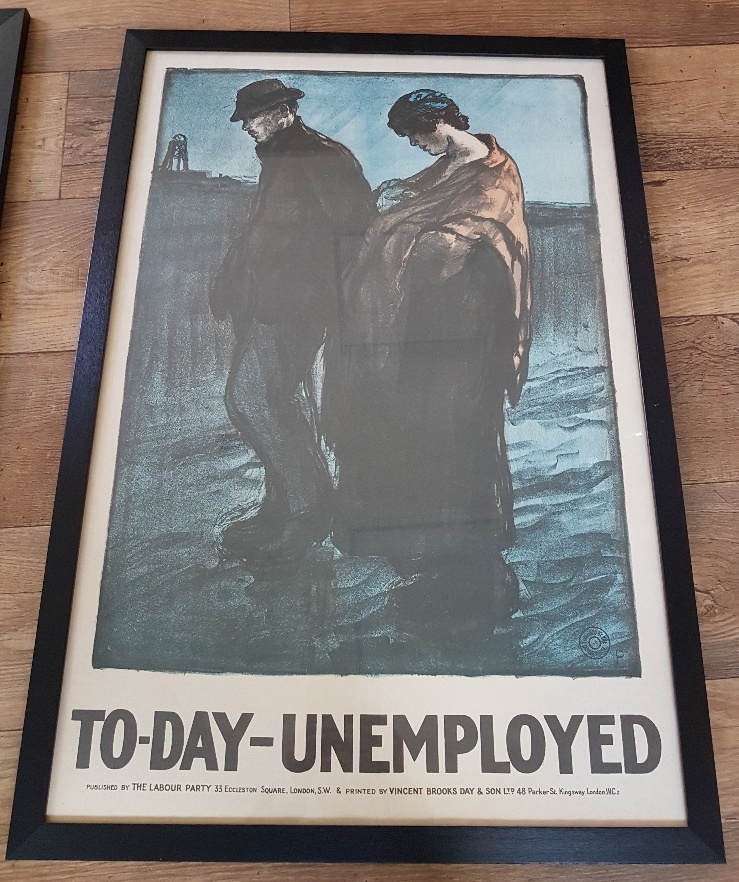 TO-DAY-UNEMPLOYED
PUBLISHED BY THE LABOUR PARTY 33 ECCLESTON SQUARE, LONDON, S.W. & PRINTED BY VINCENT BROOKS DAY & SON LTD 48 Parker St. Kingsway London W.C2